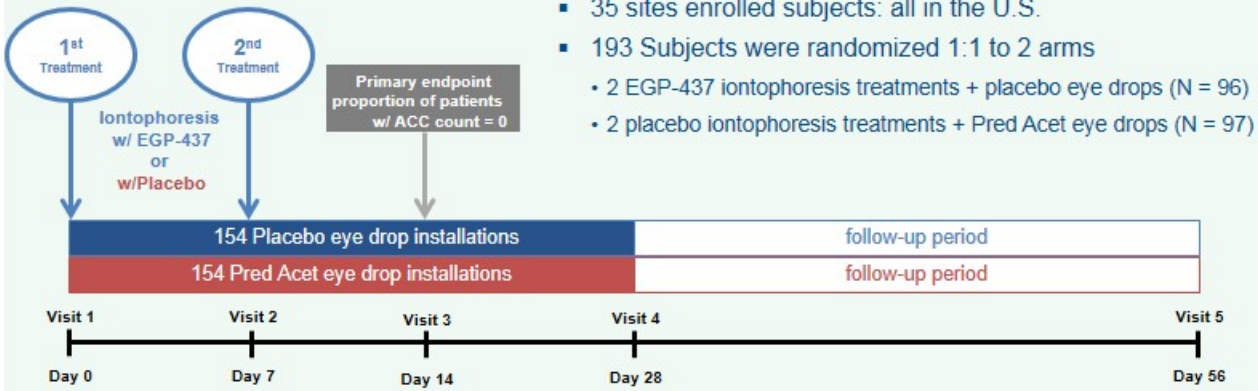 ▪ 35 sites enrolled subjects: all in the U.S.
▪ 193 Subjects were randomized 1:1 to 2 arms
• 2 EGP-437 iontophoresis treatments + placebo eye drops (N = 96)
• 2 placebo iontophoresis treatments + Pred Acet eye drops (N = 97)
1st
Treatment
2nd
Treatment
Iontophoresis
w/ EGP-437
or
w/Placebo
Primary endpoint
proportion of patients
w/ ACC count = 0
154 Placebo eye drop installations
follow-up period
154 Pred Acet eye drop installations
follow-up period
Visit 1
Visit 2
Visit 3
Visit 4
Visit 5
Day 0
Day 7
Day 14
Day 28
Day 56